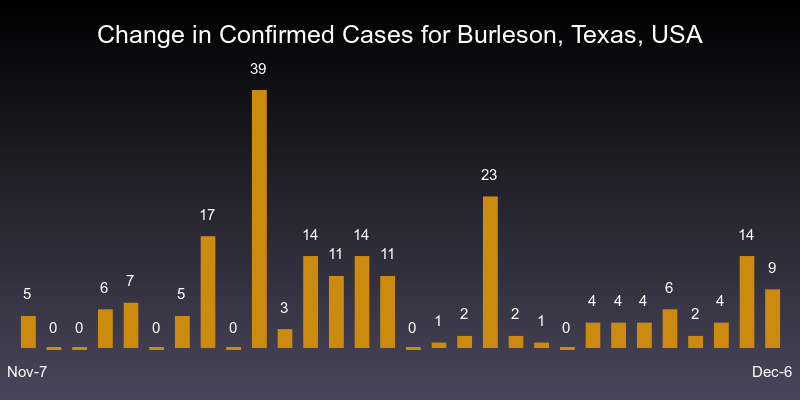 Change in Confirmed Cases for Burleson, Texas, USA
5 0 0 6 7 0 5 17 0 39 3 14 11 14 11 0 1 2 23 2 1 0 4 4 4 6 2 4 14 9
Nov-7 Dec-6